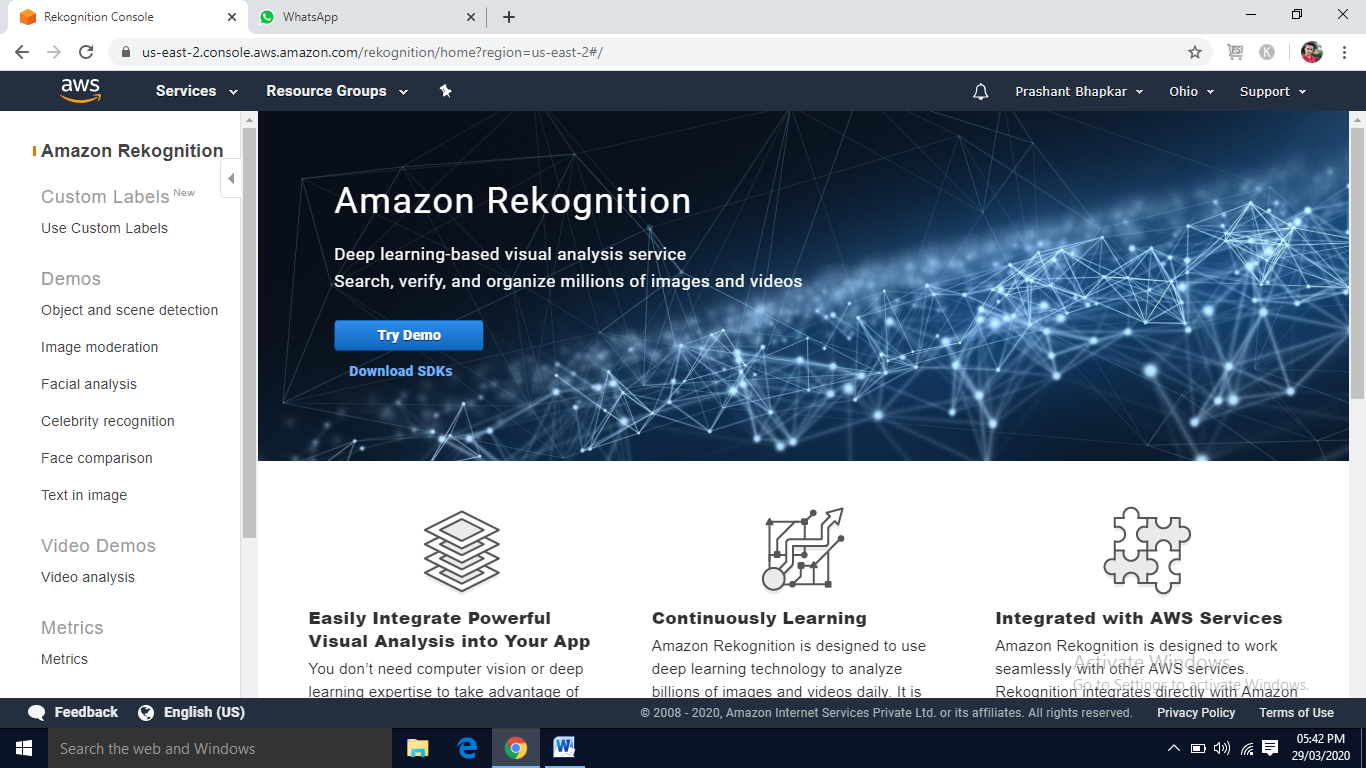 Rekognition Console
WhatsApp
us-east-2.console.aws.amazon.com/rekognition/home?region=us-east-2#/
K
aws
Services
Resource Groups
Prashant Bhapkar
Ohio
Support
Amazon Rekognition
Custom Labels New
Use Custom Labels
Demos
Object and scene detection
Image moderation
Facial analysis
Celebrity recognition
Face comparison
Text in image
Video Demos
Video analysis
Metrics
Metrics
Amazon Rekognition
Deep learning-based visual analysis service
Search, verify, and organize millions of images and videos
Try Demo
Download SDKs
Easily Integrate Powerful
Visual Analysis into Your App
You don’t need computer vision or deep
learning expertise to take advantage of
Continuously Learning
Amazon Rekognition is designed to use
deep learning technology to analyze
billions of images and videos daily. It is
Integrated with AWS Services
Amazon Rekognition is designed to work
seamlessly with other AWS services.
Rekognition integrates directly with Amazon
Activate Windows
Go to Settings to activate Windows.
Feedback
English (US)
© 2008 - 2020, Amazon Internet Services Private Ltd. or its affiliates. All rights reserved.
Privacy Policy
Terms of Use
Search the web and Windows
W
05:42 PM
29/03/2020